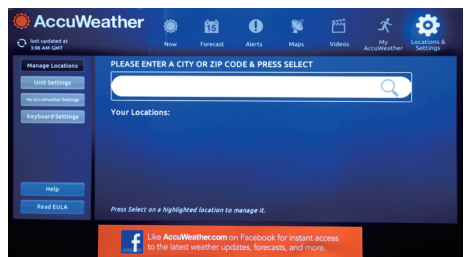 AccuWeather
last updated at
3:06 AM GMT
Now
15
Forecast
Alerts
Maps
Videos
My
AccuWeather
Locations &
Settings
Manage Locations
Unit Settings
My AccuWeather Settings
Keyboard Settings
Help
Read EULA
PLEASE ENTER A CITY OR ZIP CODE & PRESS SELECT
Your Locations:
Press Select on a highlighted location to manage it.
f
facebook
Like AccuWeather.com on Facebook for instant access
to the latest weather updates, forecasts, and more.